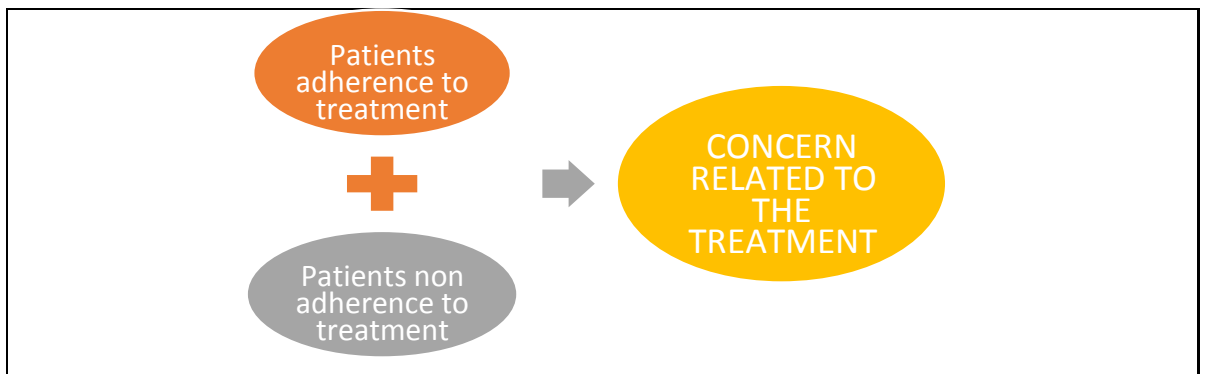 Patients
adherence to
treatment
Patients non
adherence to
treatment
CONCERN
RELATED TO
THE
TREATMENT